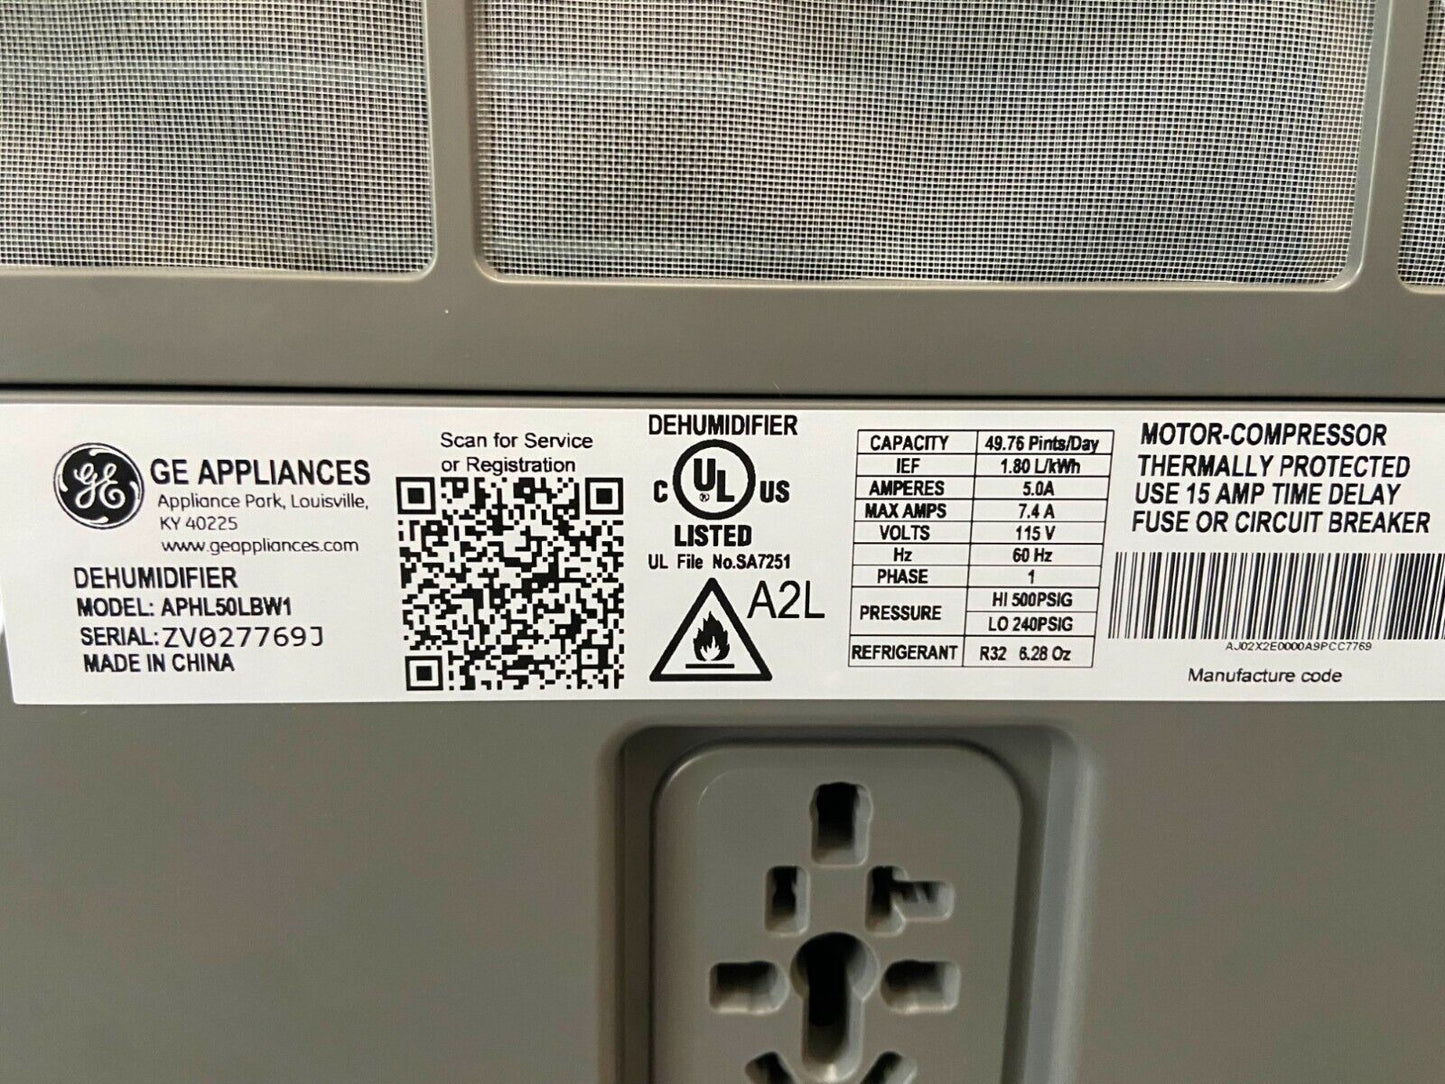 GE
GE APPLIANCES
Appliance Park, Louisville,
KY 40225
www.geappliances.com
DEHUMIDIFIER
MODEL: APHL50LBW1
SERIAL: ZV027769J
MADE IN CHINA
Scan for Service
or Registration
DEHUMIDIFIER
C UL ® US
LISTED
UL File No.SA7251
A2L
CAPACITY 49.76 Pints/Day
IEF 1.80 L/kWh
AMPERES 5.0A
MAX AMPS 7.4 A
VOLTS 115 V
Hz 60 Hz
PHASE 1
PRESSURE HI 500PSIG
LO 240PSIG
REFRIGERANT R32 6.28 Oz
MOTOR-COMPRESSOR
THERMALLY PROTECTED
USE 15 AMP TIME DELAY
FUSE OR CIRCUIT BREAKER
AJ02X2E0000A9PCC7769
Manufacture code